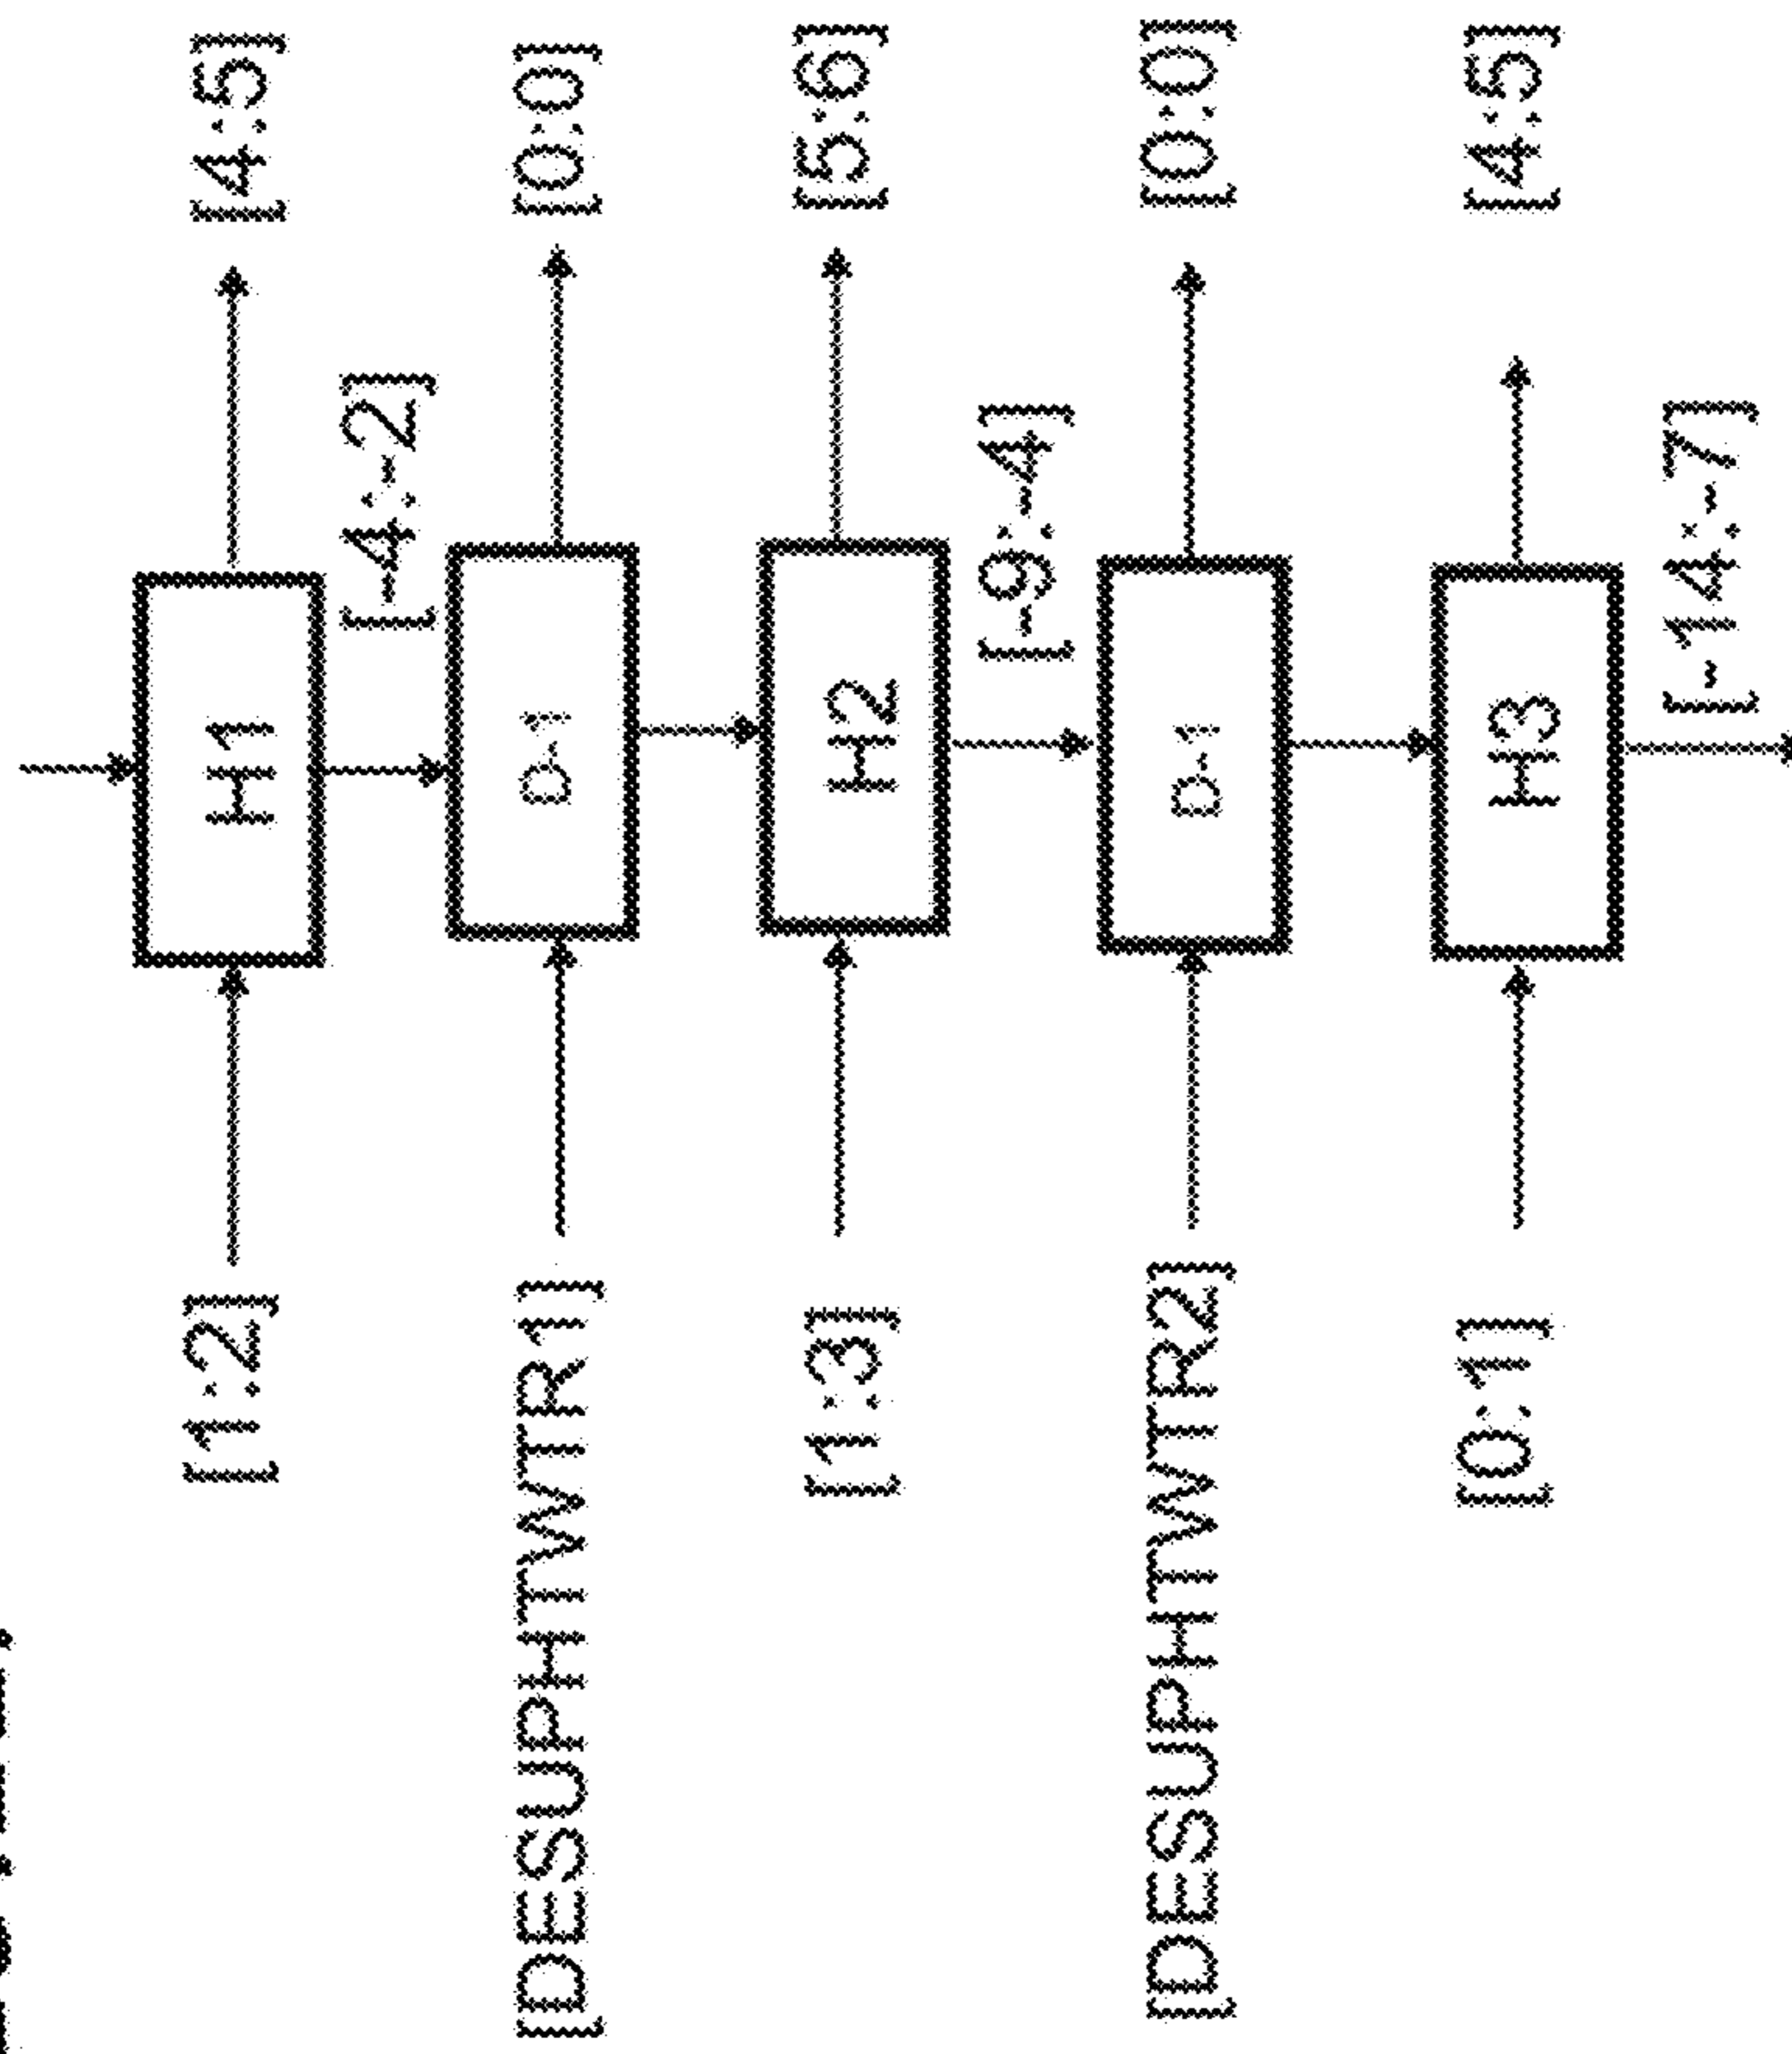 [1:2] H1 [4:5]
[-4:-2]
[DESUPHTWTR1] D-1 [0:0]
[1:3] H2 [5:6]
[-9:-4]
[DESUPHTWTR2] D-1 [0:0]
[0:1] H3 [4:5]
[-14:-7]